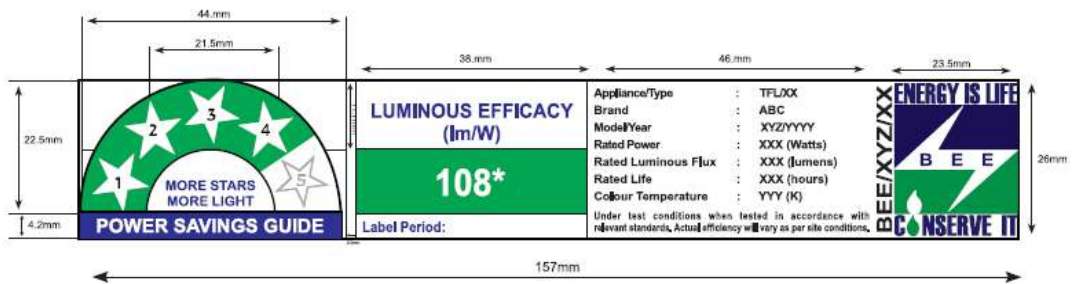 44.mm
21.5mm
38.mm
46.mm
23.5mm
22.5mm
4.2mm
26mm
1
2
3
4
5
MORE STARS
MORE LIGHT
POWER SAVINGS GUIDE
LUMINOUS EFFICACY
(lm/W)
108*
Label Period:
Appliance/Type : TFL/XX
Brand : ABC
Model/Year : XYZ/YYYY
Rated Power : XXX (Watts)
Rated Luminous Flux : XXX (lumens)
Rated Life : XXX (hours)
Colour Temperature : YYY (K)
Under test conditions when tested in accordance with
relevant standards. Actual efficiency will vary as per site conditions.
BEE/XYZ/XX
ENERGY IS LIFE
BEE
CONSERVE IT
157mm